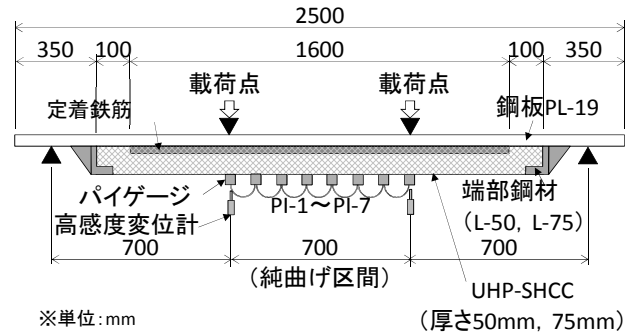 2500
350 100 1600 100 350
載荷点 載荷点
定着鉄筋 鋼板PL-19
パイゲージ PI-1～PI-7 端部鋼材
高感度変位計 (L-50, L-75)
700 700 700
(純曲げ区間) UHP-SHCC
※単位：mm (厚さ50mm, 75mm)